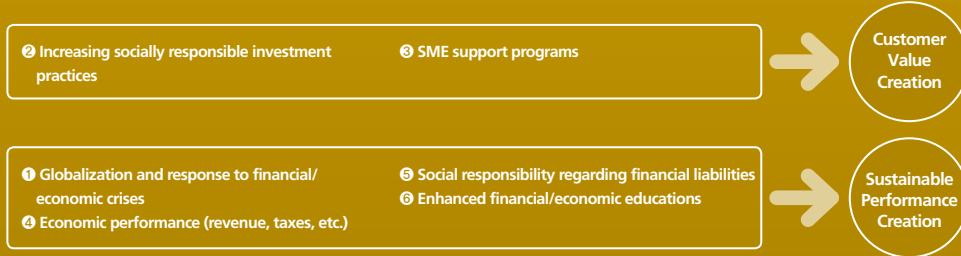 ❷ Increasing socially responsible investment
practices
❸ SME support programs
Customer
Value
Creation
❶ Globalization and response to financial/
economic crises
❹ Economic performance (revenue, taxes, etc.)
❺ Social responsibility regarding financial liabilities
❻ Enhanced financial/economic educations
Sustainable
Performance
Creation